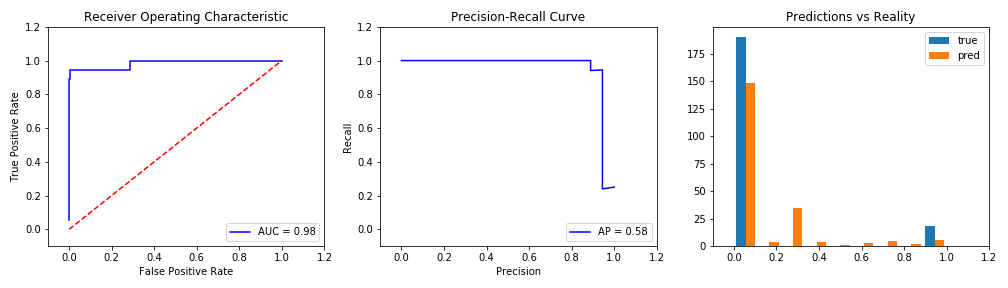 Receiver Operating Characteristic
1.2
1.0
0.8
0.6
0.4
0.2
0.0
True Positive Rate
0.0 0.2 0.4 0.6 0.8 1.0 1.2
False Positive Rate
AUC = 0.98
Precision-Recall Curve
1.2
1.0
0.8
0.6
0.4
0.2
0.0
Recall
0.0 0.2 0.4 0.6 0.8 1.0 1.2
Precision
AP = 0.58
Predictions vs Reality
175
150
125
100
75
50
25
0
0.0 0.2 0.4 0.6 0.8 1.0 1.2
true
pred